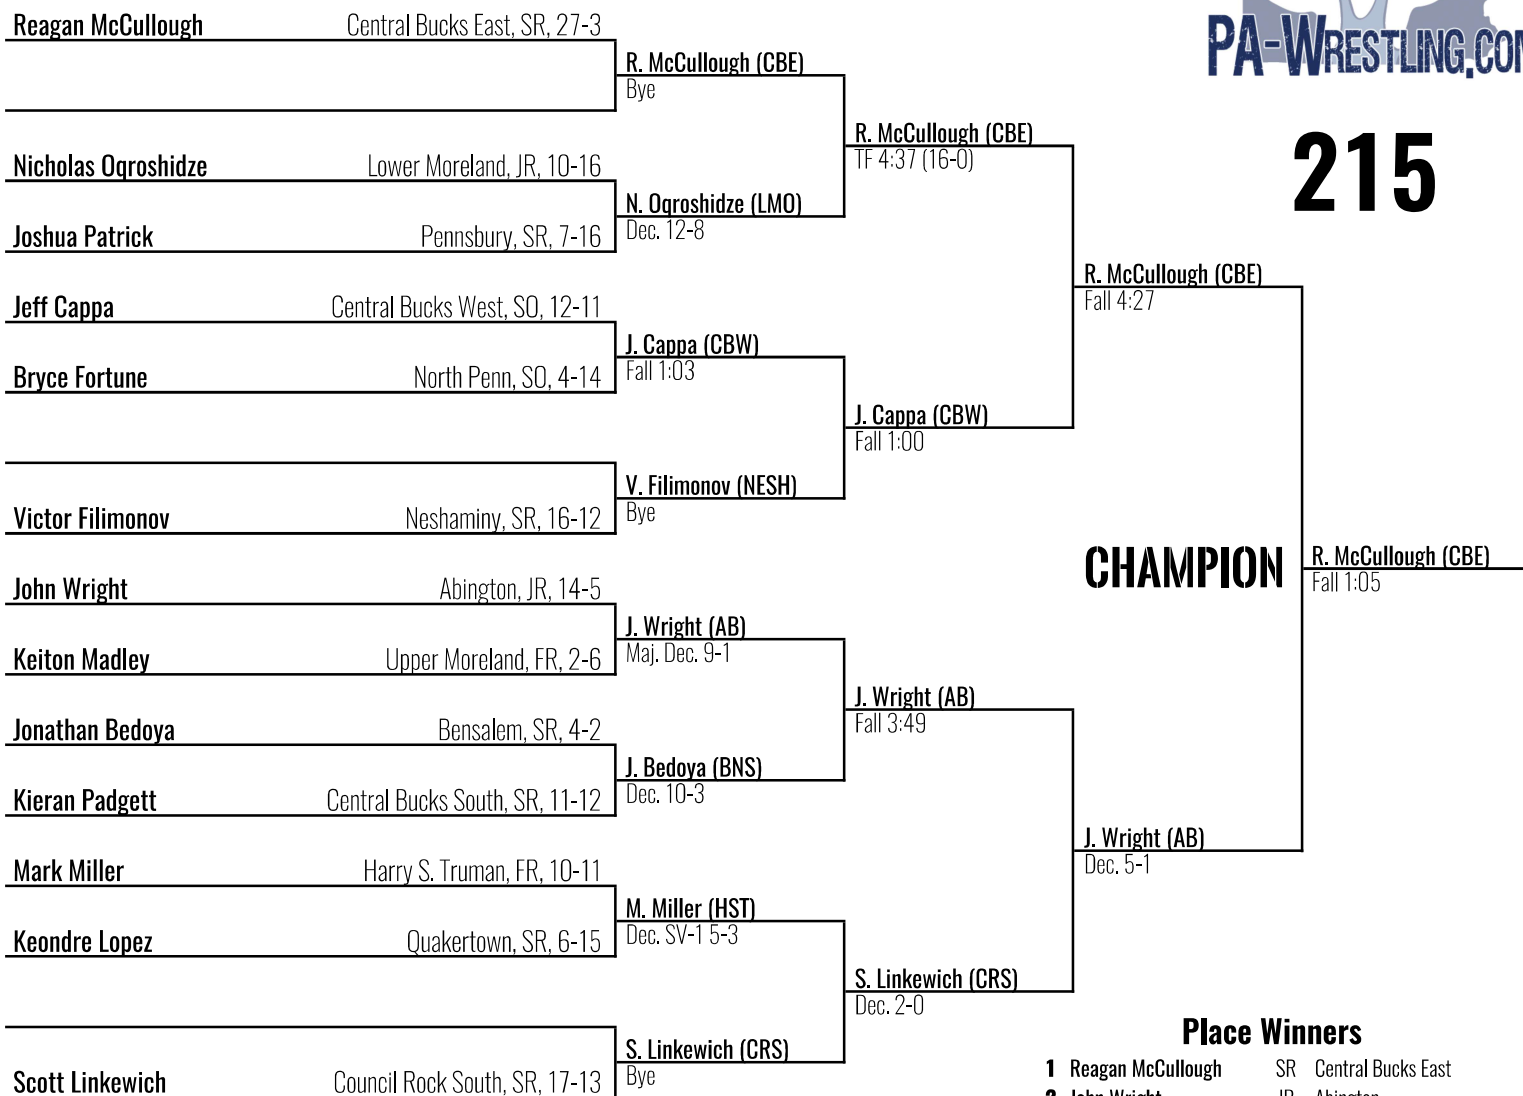 PA-WRESTLING.COM
215
Reagan McCullough Central Bucks East, SR, 27-3
R. McCullough (CBE)
Bye
R. McCullough (CBE)
TF 4:37 (16-0)
Nicholas Oqroshidze Lower Moreland, JR, 10-16
N. Oqroshidze (LMO)
Dec. 12-8
Joshua Patrick Pennsbury, SR, 7-16
R. McCullough (CBE)
Fall 4:27
Jeff Cappa Central Bucks West, SO, 12-11
J. Cappa (CBW)
Fall 1:03
Bryce Fortune North Penn, SO, 4-14
J. Cappa (CBW)
Fall 1:00
V. Filimonov (NESH)
Bye
Victor Filimonov Neshaminy, SR, 16-12
CHAMPION
R. McCullough (CBE)
Fall 1:05
John Wright Abington, JR, 14-5
J. Wright (AB)
Maj. Dec. 9-1
Keiton Madley Upper Moreland, FR, 2-6
J. Wright (AB)
Fall 3:49
Jonathan Bedoya Bensalem, SR, 4-2
J. Bedoya (BNS)
Dec. 10-3
Kieran Padgett Central Bucks South, SR, 11-12
J. Wright (AB)
Dec. 5-1
Mark Miller Harry S. Truman, FR, 10-11
M. Miller (HST)
Dec. SV-1 5-3
Keondre Lopez Quakertown, SR, 6-15
S. Linkewich (CRS)
Dec. 2-0
S. Linkewich (CRS)
Bye
Scott Linkewich Council Rock South, SR, 17-13
Place Winners
1 Reagan McCullough SR Central Bucks East
2 John Wright JR Abington